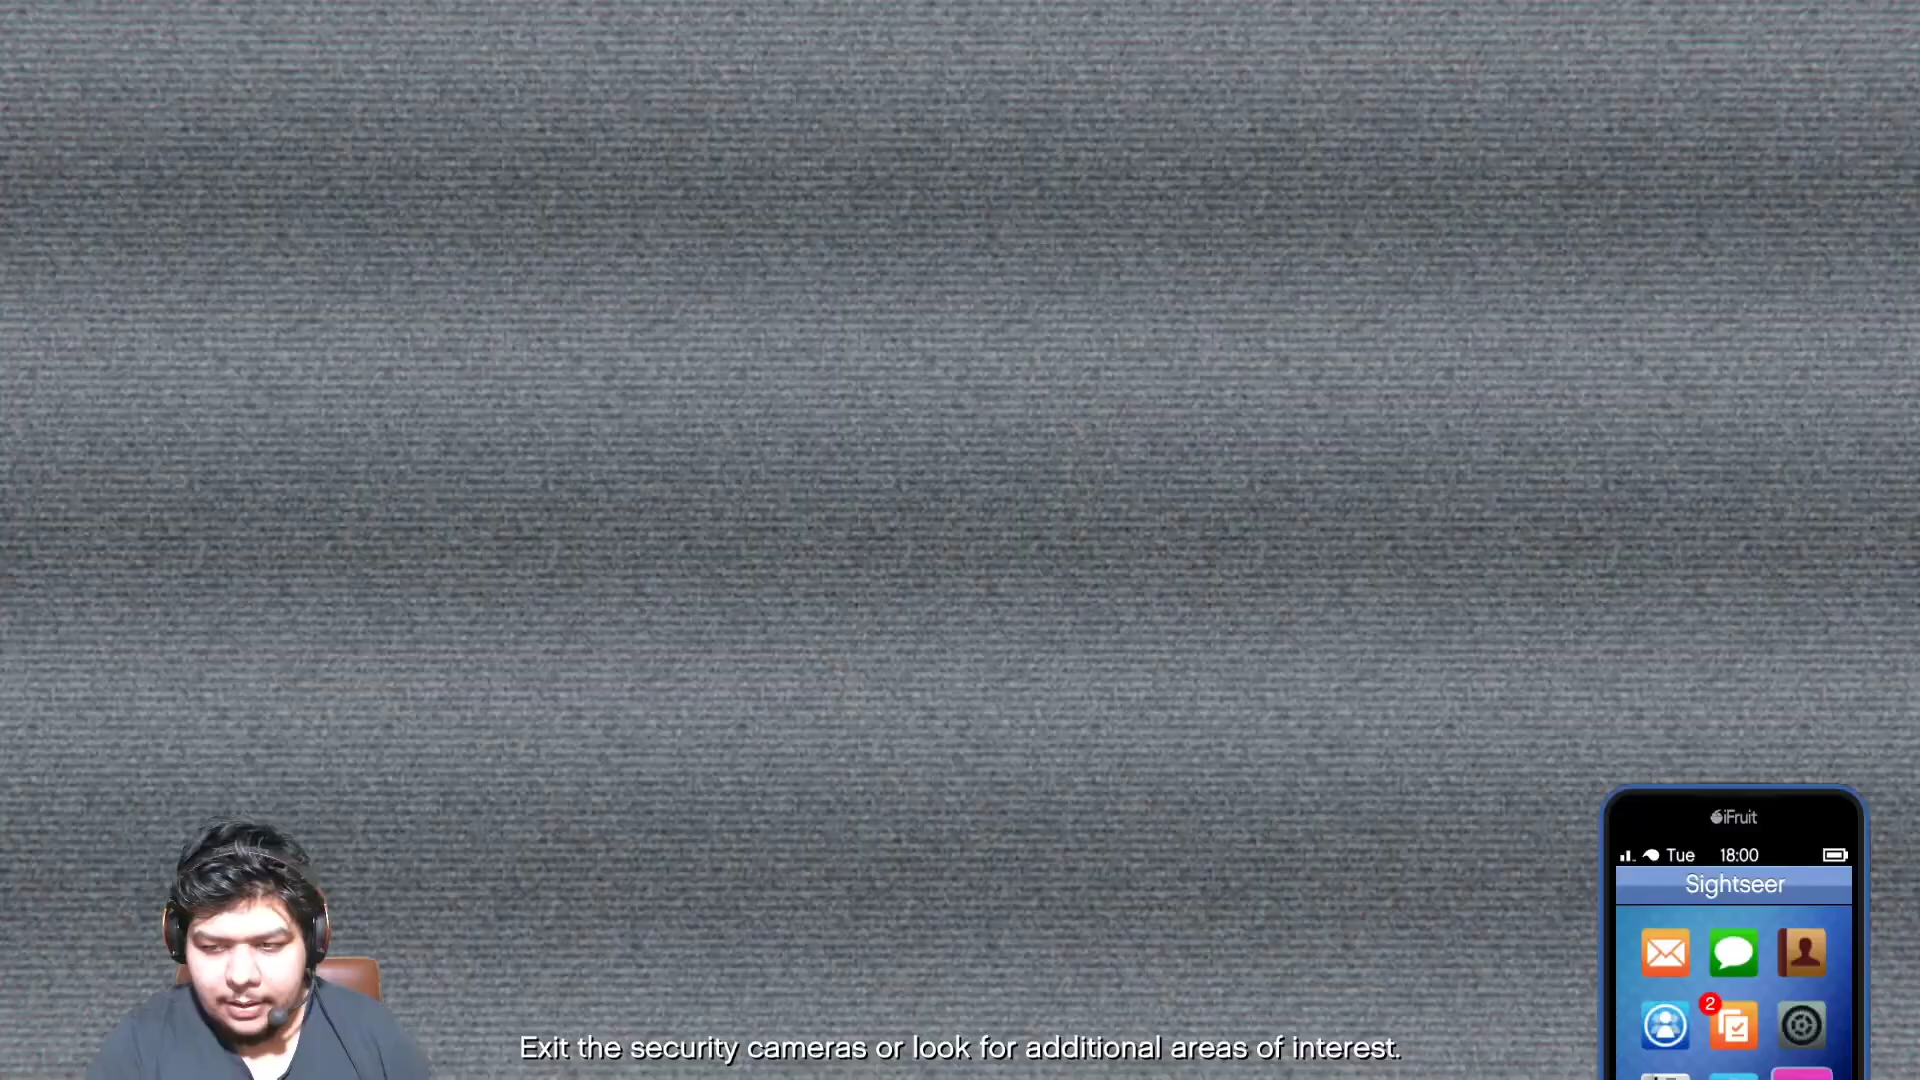 iFruit
Tue 18:00
Sightseer
2
Exit the security cameras or look for additional areas of interest.